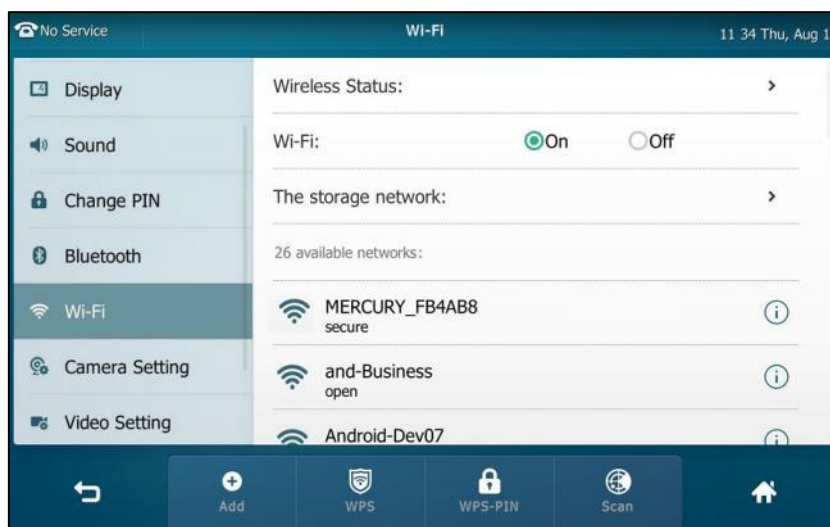 No Service
Wi-Fi
11 34 Thu, Aug 1
Display
Sound
Change PIN
Bluetooth
Wi-Fi
Camera Setting
Video Setting
Wireless Status:
Wi-Fi:
On
Off
The storage network:
26 available networks:
MERCURY_FB4AB8
secure
and-Business
open
Android-Dev07
Add
WPS
WPS-PIN
Scan